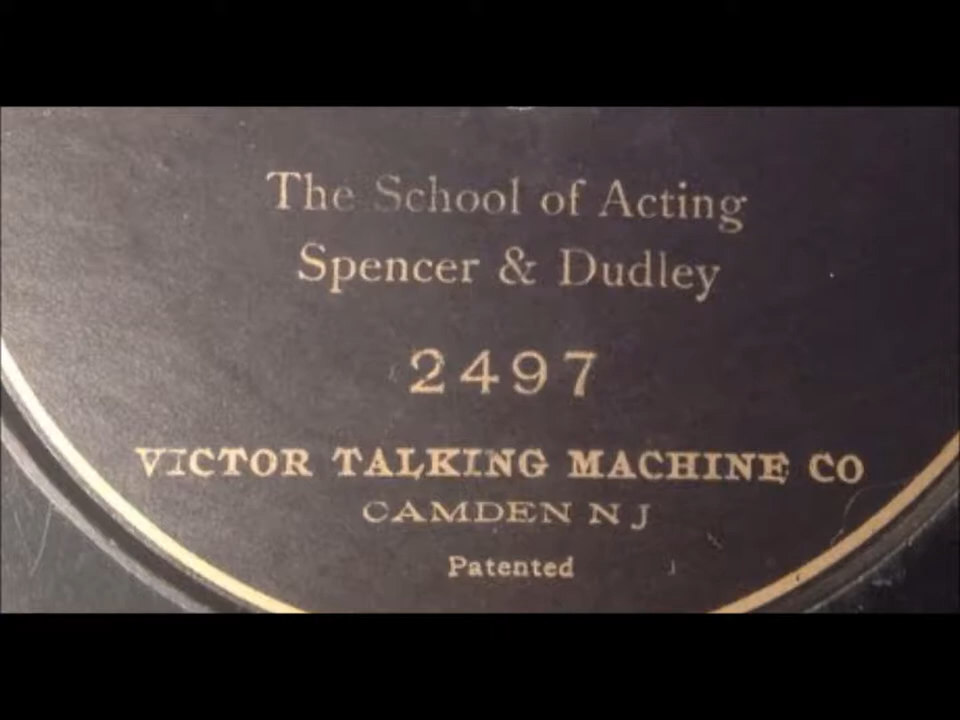 The School of Acting
Spencer & Dudley
2497
VICTOR TALKING MACHINE CO
CAMDEN N J
Patented